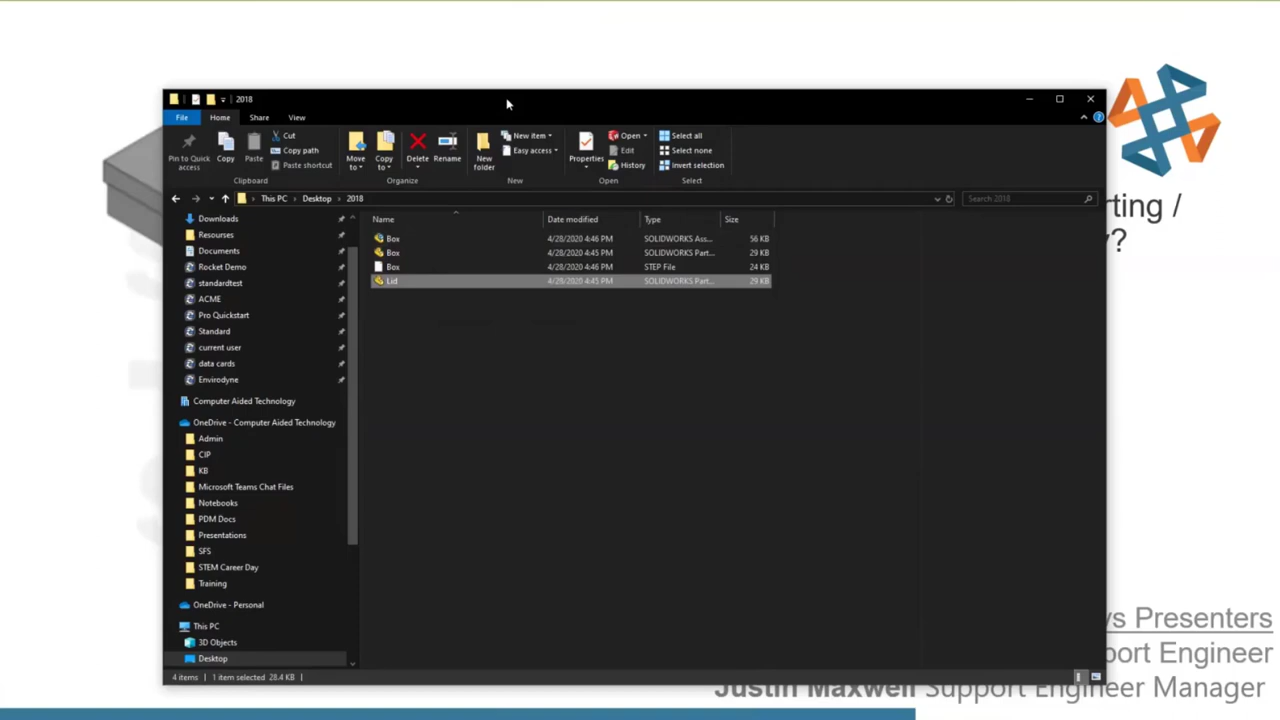 2018
File Home Share View
Pin to Quick access
Copy
Paste
Cut
Copy path
Paste shortcut
Move to
Copy to
Delete
Rename
New folder
New item
Easy access
Properties
Open
Edit
History
Select all
Select none
Invert selection
Clipboard Organize New Open Select
This PC Desktop 2018
Search 2018
Name Date modified Type Size
Box 4/28/2020 4:46 PM SOLIDWORKS Ass... 56 KB
Box 4/28/2020 4:45 PM SOLIDWORKS Part... 29 KB
Box 4/28/2020 4:46 PM STEP File 24 KB
Lid 4/28/2020 4:45 PM SOLIDWORKS Part... 29 KB
Downloads
Resourses
Documents
Rocket Demo
standardtest
ACME
Pro Quickstart
Standard
current user
data cards
Envirodyne
Computer Aided Technology
OneDrive - Computer Aided Technology
Admin
CIP
KB
Microsoft Teams Chat Files
Notebooks
PDM Docs
Presentations
SFS
STEM Career Day
Training
OneDrive - Personal
This PC
3D Objects
Desktop
4 items 1 item selected 28.4 KB
rting /
y?
ys Presenters
port Engineer
Justin Maxwell Support Engineer Manager